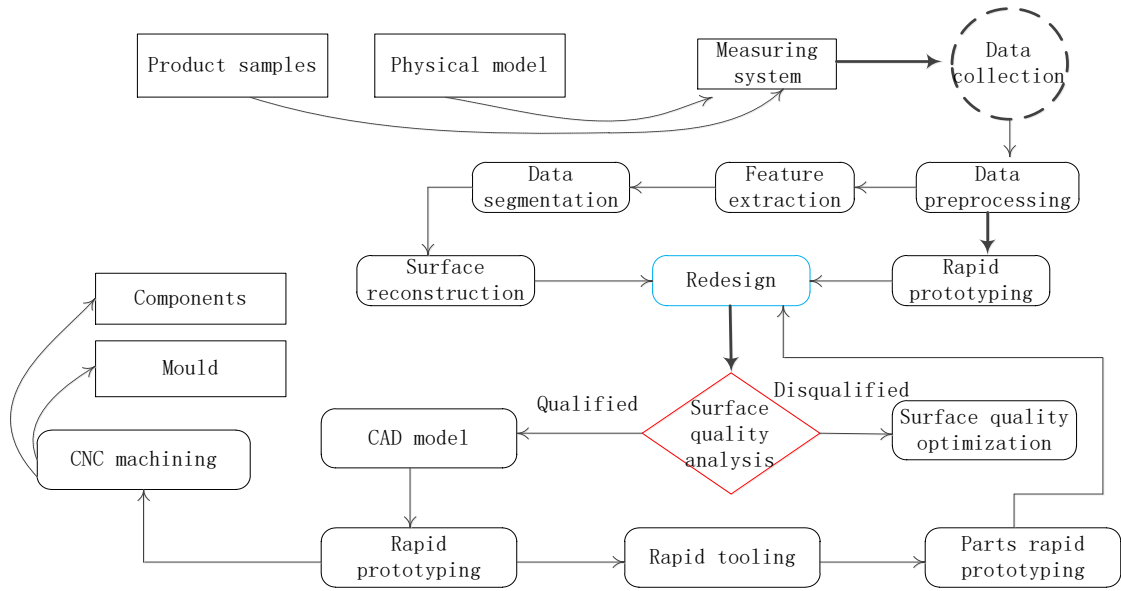 Product samples
Physical model
Measuring
system
Data
collection
Data
segmentation
Feature
extraction
Data
preprocessing
Surface
reconstruction
Redesign
Rapid
prototyping
Components
Mould
Qualified
Disqualified
Surface
quality
analysis
Surface quality
optimization
CAD model
CNC machining
Rapid
prototyping
Rapid tooling
Parts rapid
prototyping